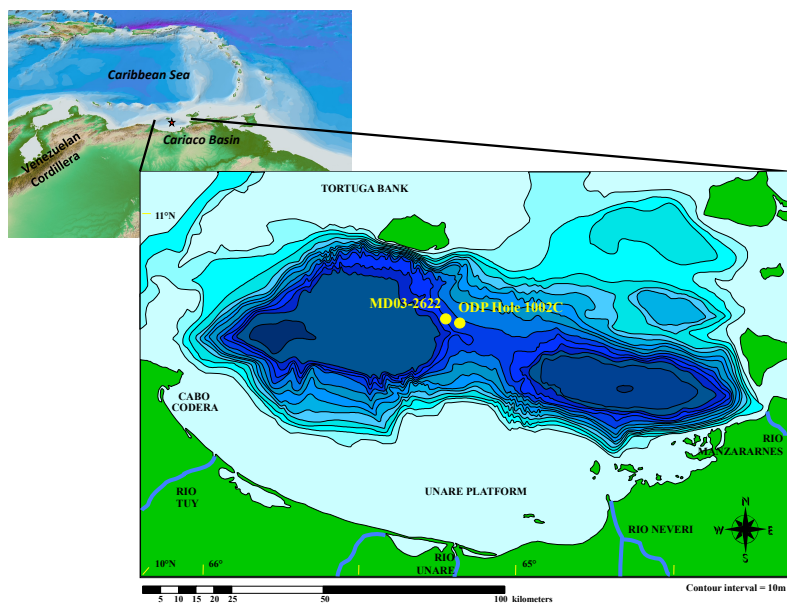 Caribbean Sea
Cariaco Basin
Venezuelan
Cordillera
TORTUGA BANK
11°N
MD03-2622
ODP Hole 1002C
CABO
CODERA
RIO
MANZARARNES
RIO
TUY
UNARE PLATFORM
N
W
E
S
RIO NEVERI
RIO
UNARE
10°N
66°
65°
5 10 15 20 25 50 100 kilometers
Contour interval = 10m